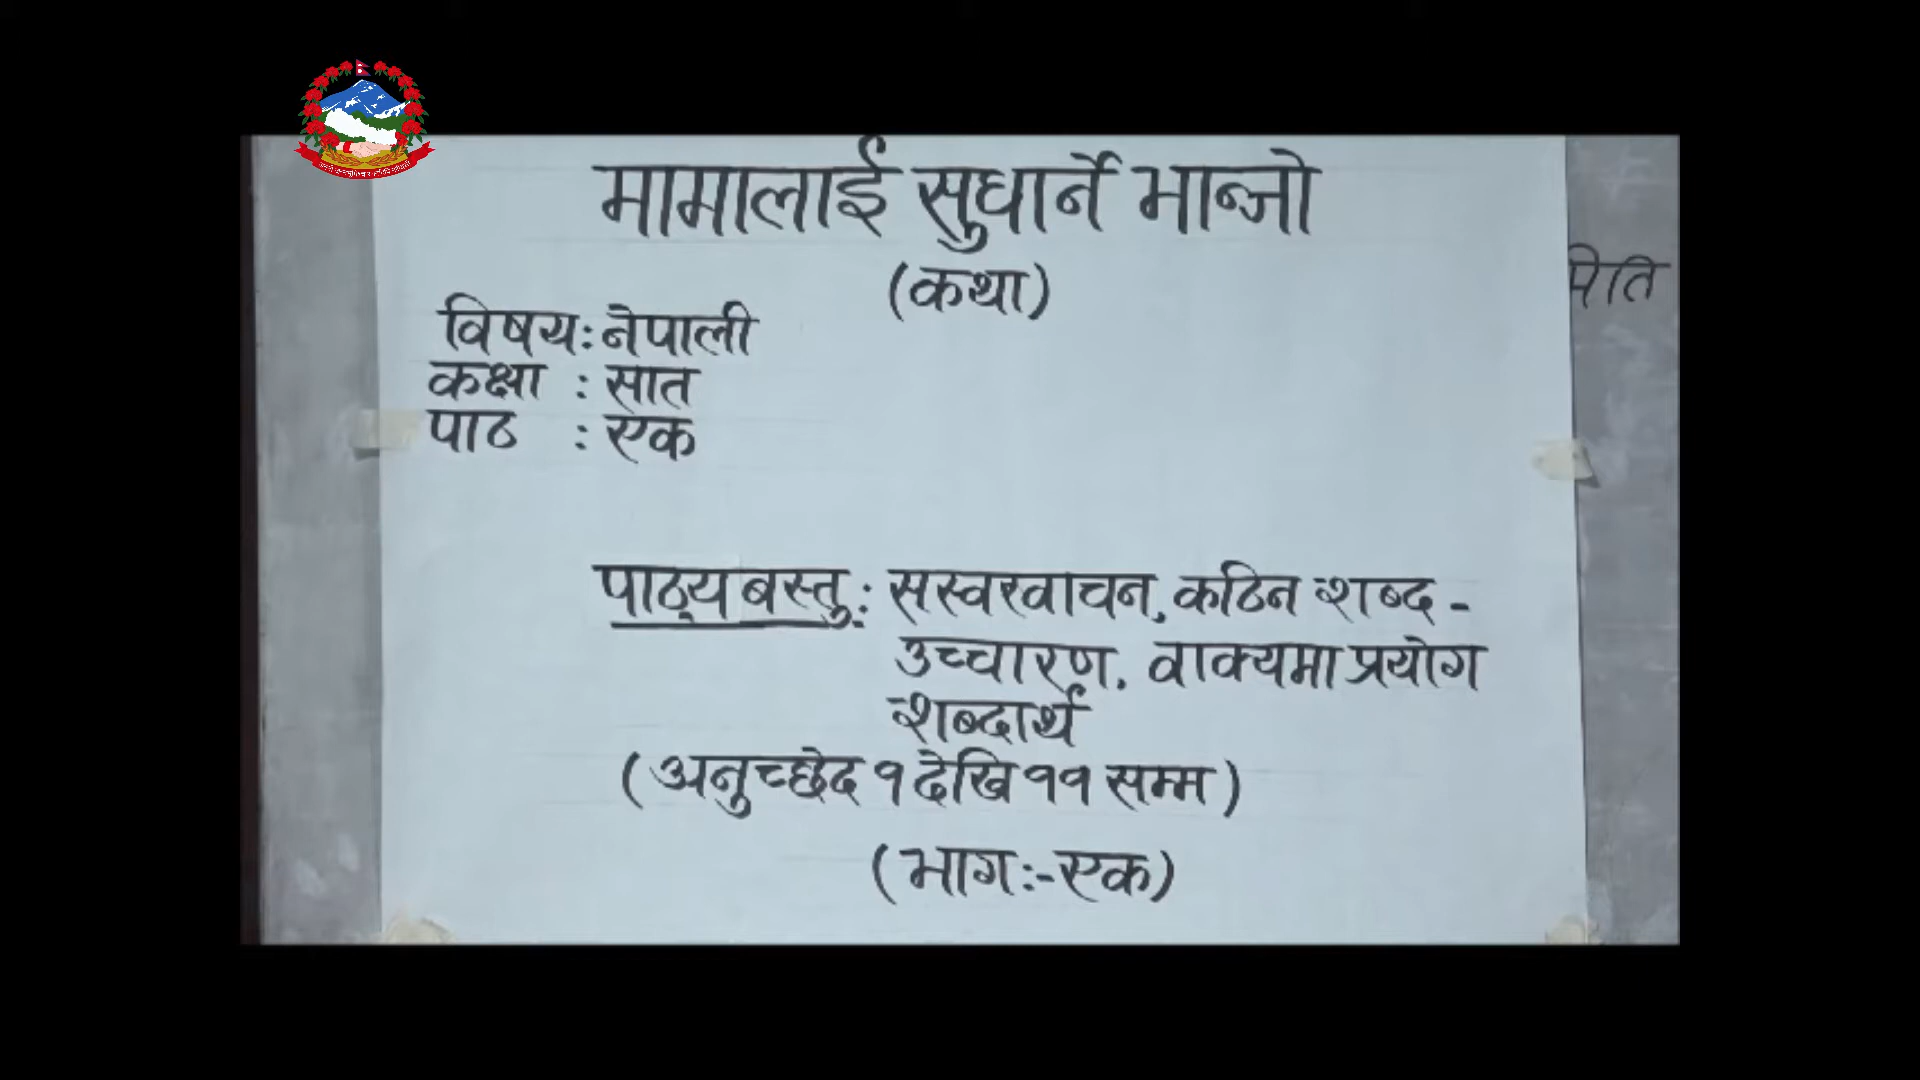 मामालाई सुधार्ने भान्जो
(कथा)
मिति
विषय: नेपाली
कक्षा : सात
पाठ : एक
पाठ्य बस्तु: सस्वरवाचन, कठिन शब्द -
उच्चारण. वाक्यमा प्रयोग
शब्दार्थ
(अनुच्छेद १ देखि ११ सम्म)
(भाग:-एक)